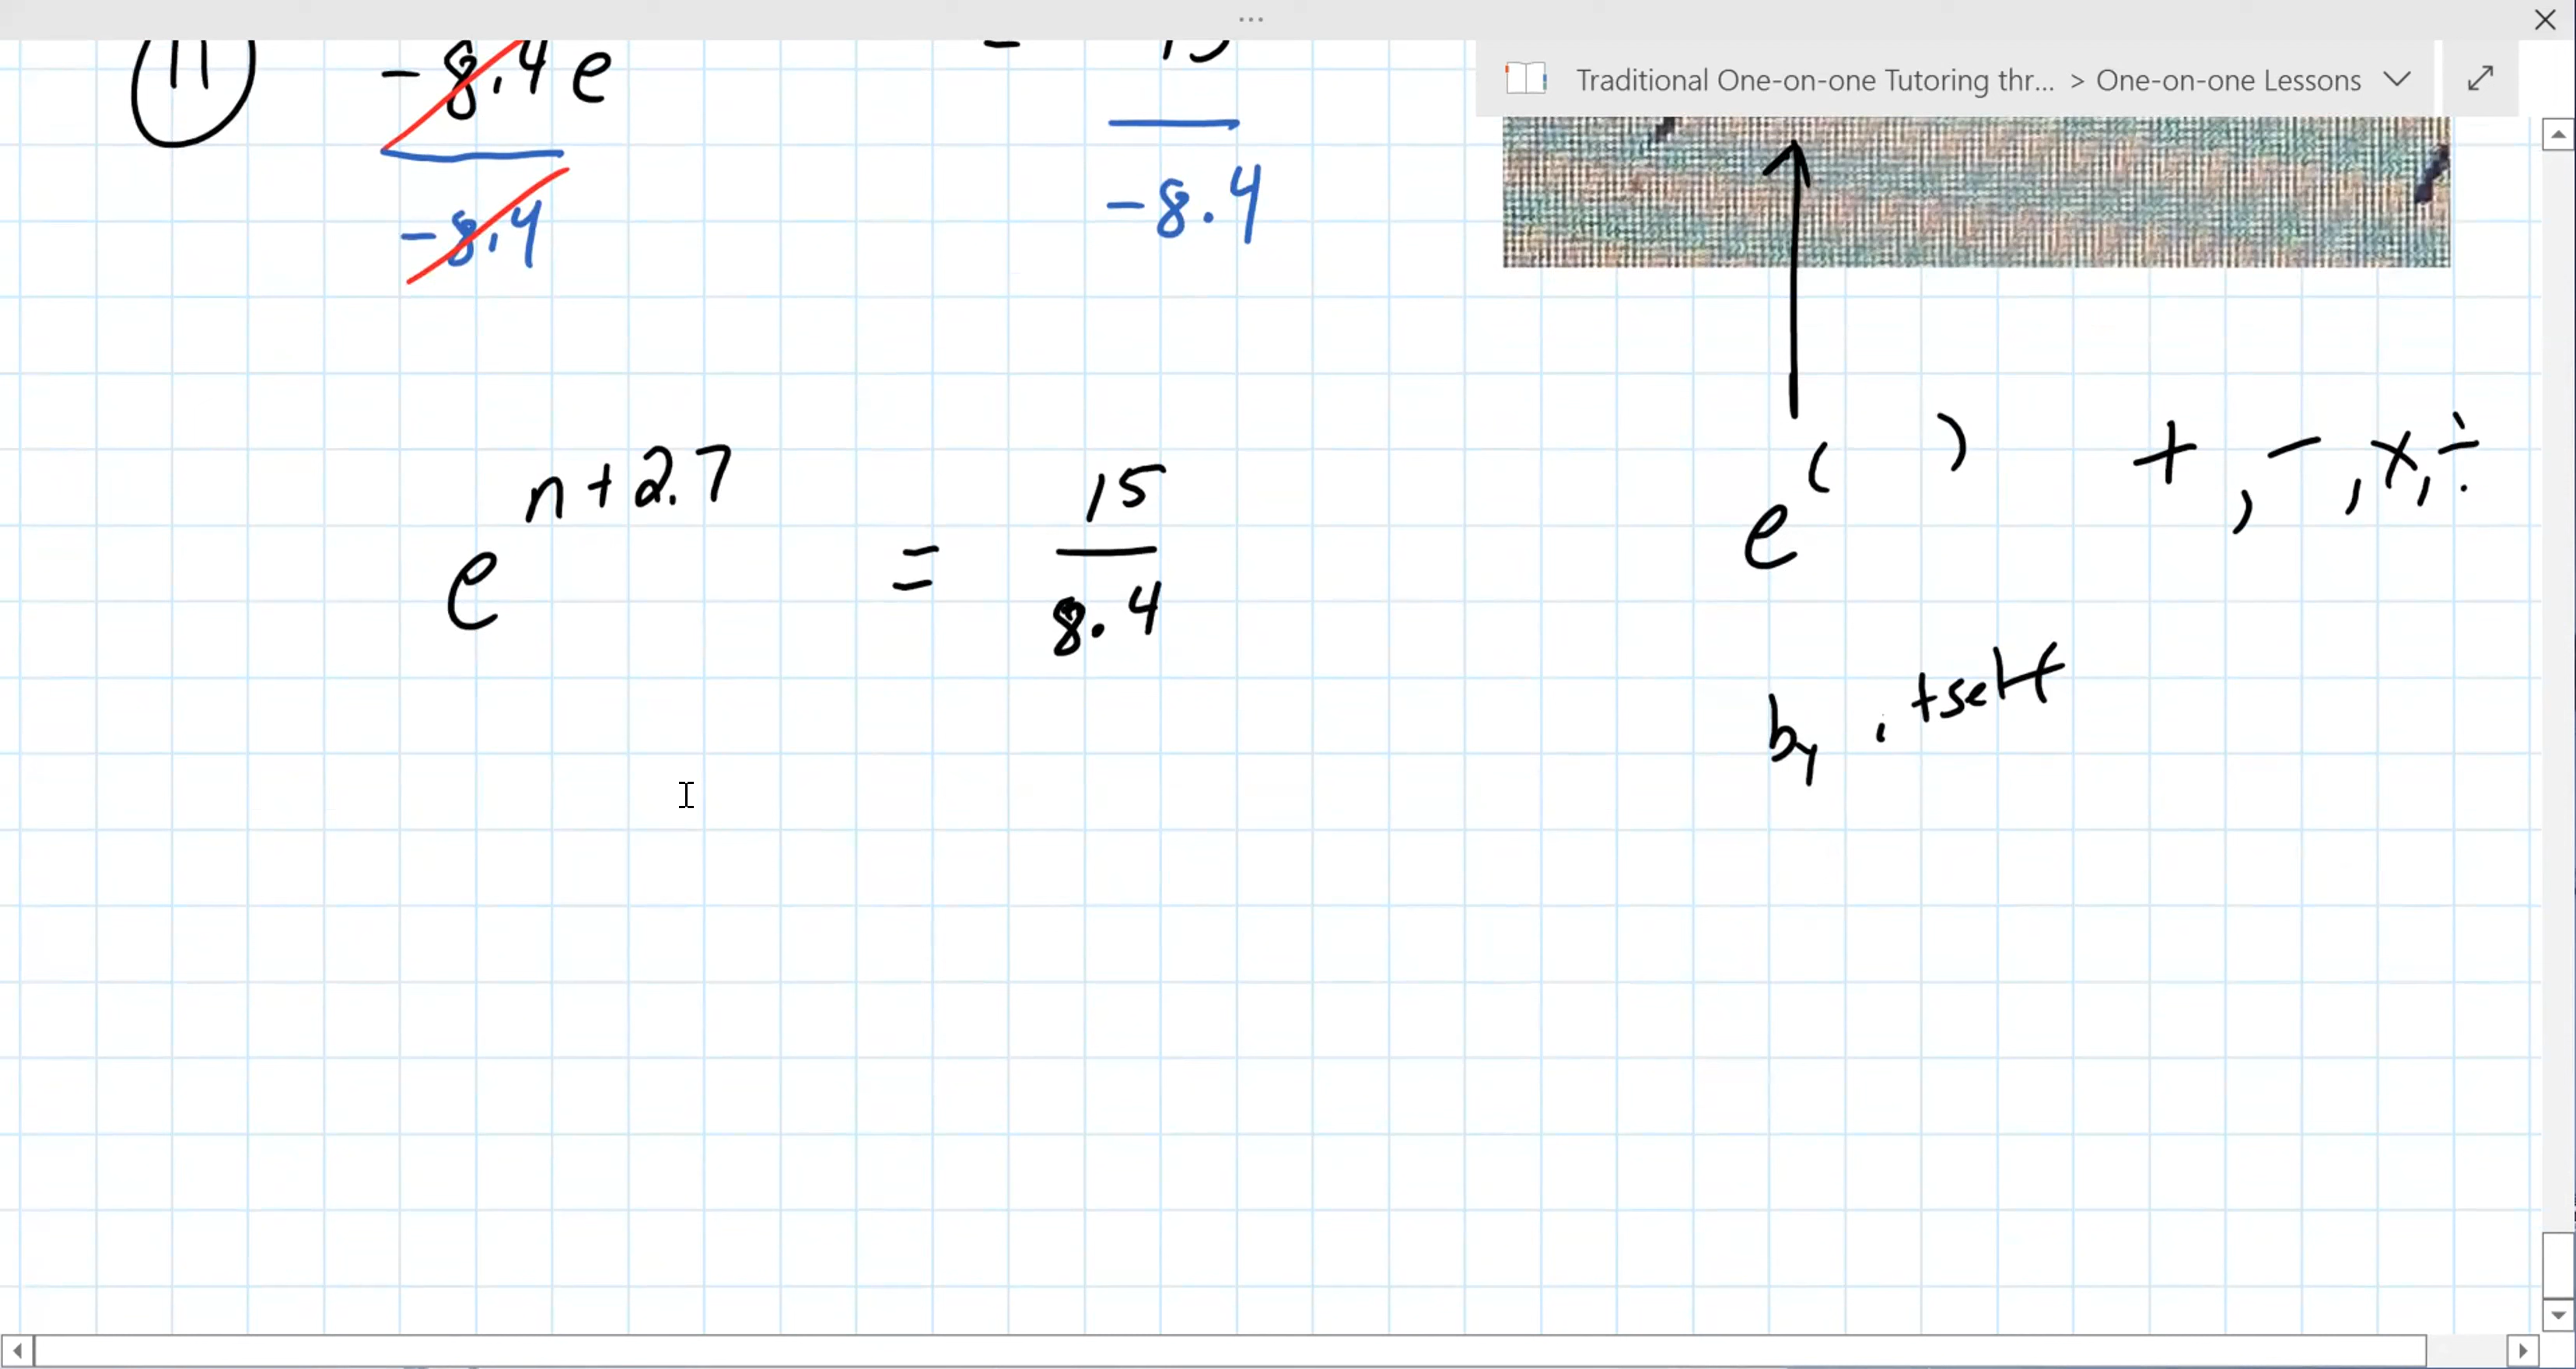 ...
Traditional One-on-one Tutoring thr... > One-on-one Lessons
11 -8.4e = 15
-8.4 -8.4
e^(n+2.7) = 15/8.4
e^( ) +, -, x, ÷
by itself